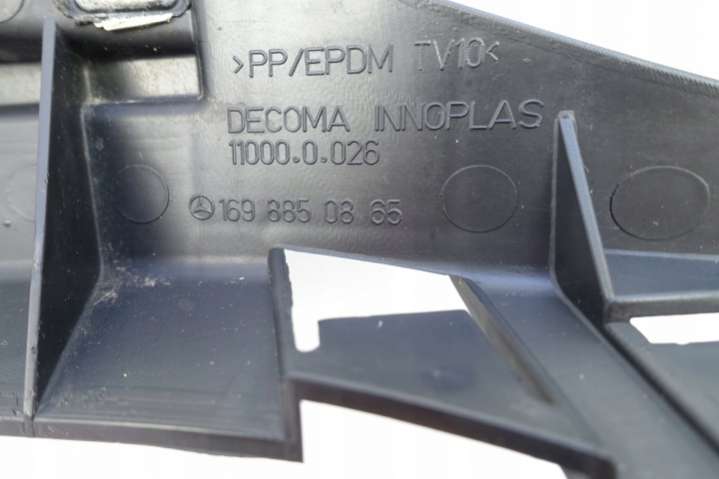 >PP/EPDM TV10<
DECOMA INNOPLAS
11000.0.026
169 885 08 65